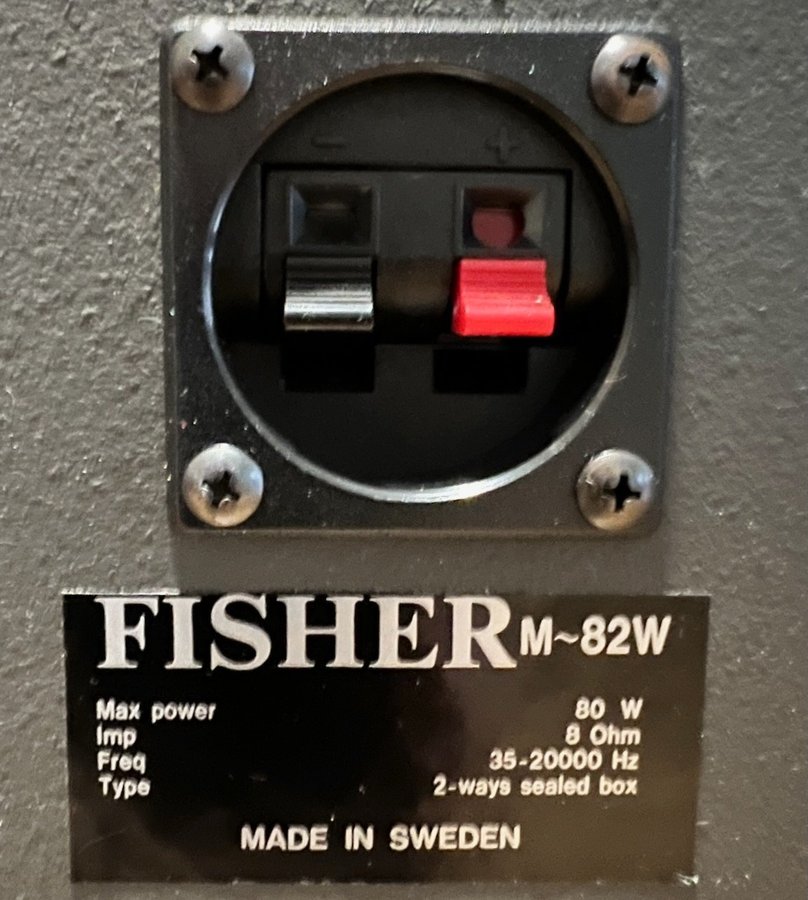 - +
FISHER M~82W
Max power 80 W
Imp 8 Ohm
Freq 35-20000 Hz
Type 2-ways sealed box
MADE IN SWEDEN